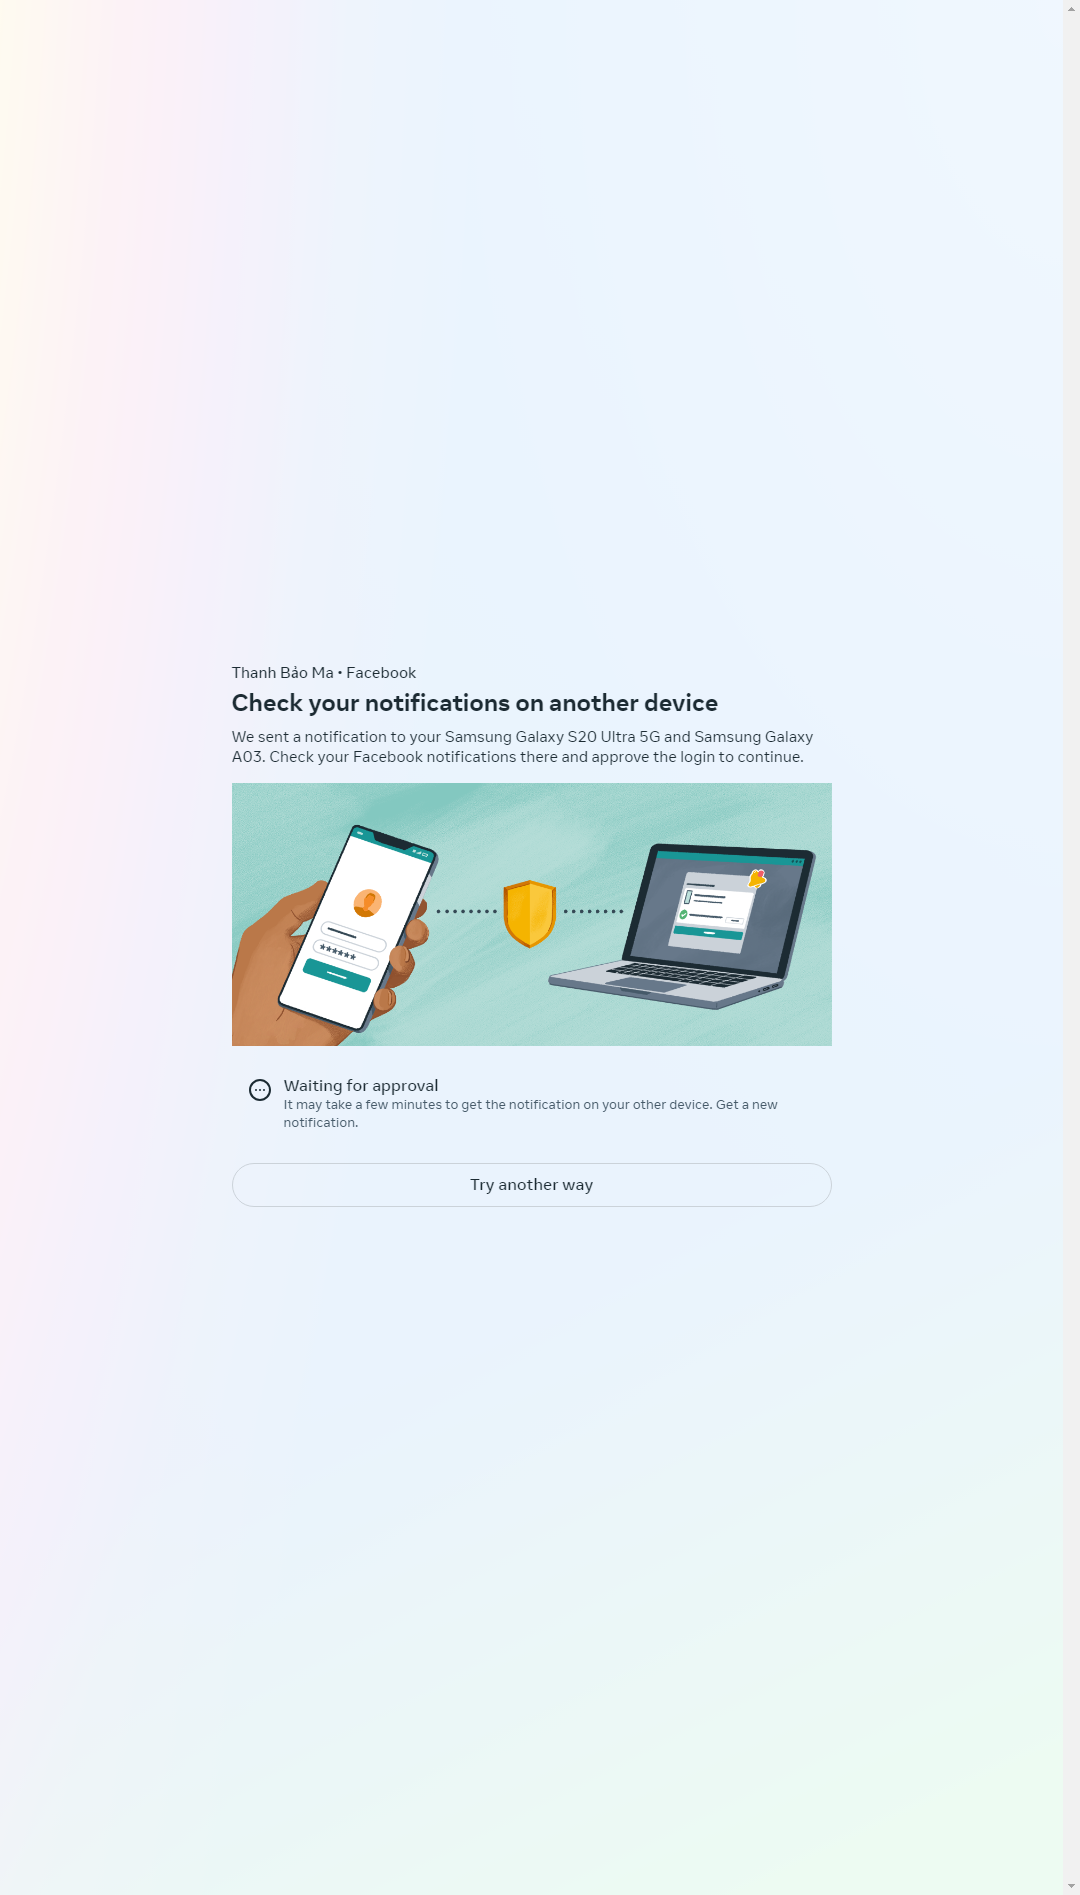 Thanh Bảo Ma • Facebook
Check your notifications on another device
We sent a notification to your Samsung Galaxy S20 Ultra 5G and Samsung Galaxy
A03. Check your Facebook notifications there and approve the login to continue.
******
Waiting for approval
It may take a few minutes to get the notification on your other device. Get a new
notification.
Try another way